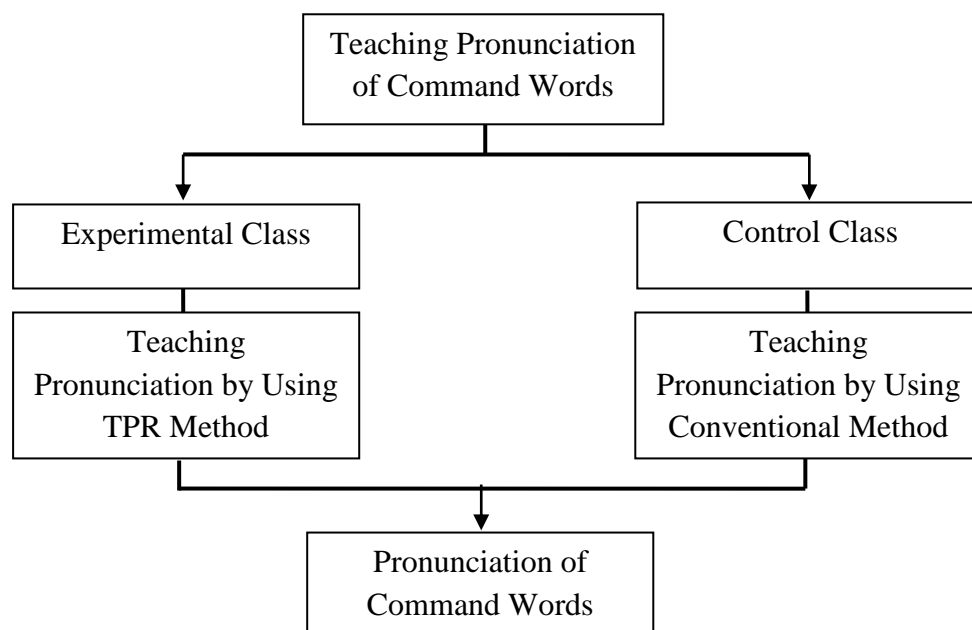 Teaching Pronunciation
of Command Words
Experimental Class
Control Class
Teaching
Pronunciation by Using
TPR Method
Teaching
Pronunciation by Using
Conventional Method
Pronunciation of
Command Words